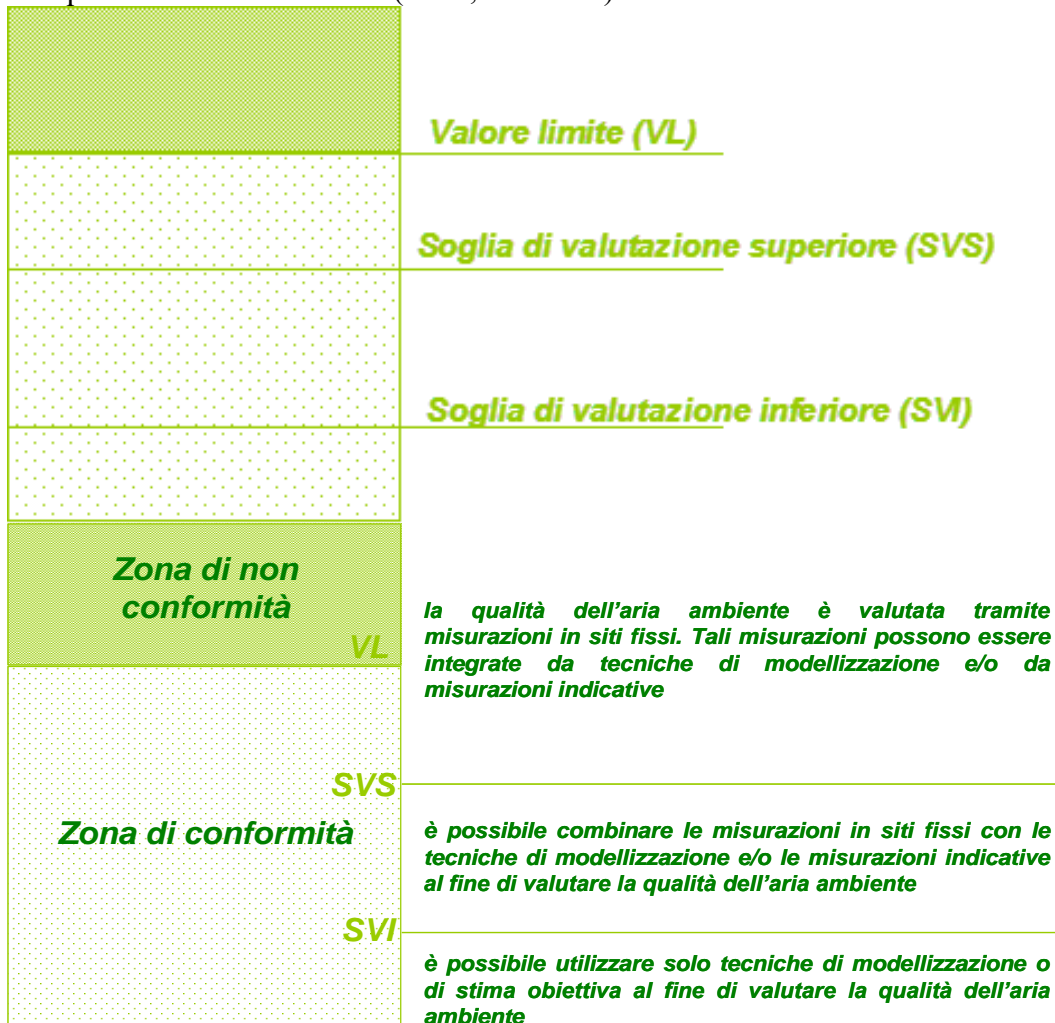 Valore limite (VL)
Soglia di valutazione superiore (SVS)
Soglia di valutazione inferiore (SVI)
Zona di non
conformità
VL
la qualità dell'aria ambiente è valutata tramite
misurazioni in siti fissi. Tali misurazioni possono essere
integrate da tecniche di modellizzazione e/o da
misurazioni indicative
SVS
Zona di conformità
è possibile combinare le misurazioni in siti fissi con le
tecniche di modellizzazione e/o le misurazioni indicative
al fine di valutare la qualità dell'aria ambiente
SVI
è possibile utilizzare solo tecniche di modellizzazione o
di stima obiettiva al fine di valutare la qualità dell'aria
ambiente